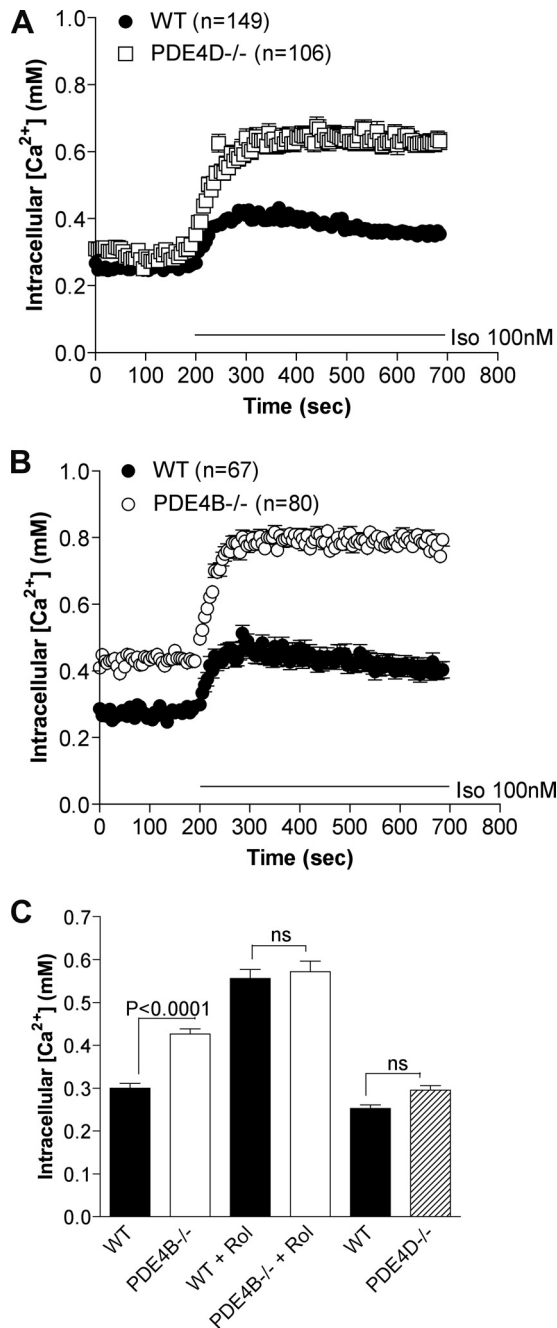 A
WT (n=149)
PDE4D-/- (n=106)
Intracellular [Ca²⁺] (mM)
1.0
0.8
0.6
0.4
0.2
0.0
Iso 100nM
0 100 200 300 400 500 600 700 800
Time (sec)
B
WT (n=67)
PDE4B-/- (n=80)
Intracellular [Ca²⁺] (mM)
1.0
0.8
0.6
0.4
0.2
0.0
Iso 100nM
0 100 200 300 400 500 600 700 800
Time (sec)
C
Intracellular [Ca²⁺] (mM)
0.7
0.6
0.5
0.4
0.3
0.2
0.1
0.0
P<0.0001
ns
ns
WT
PDE4B-/-
WT + Rol
PDE4B-/- + Rol
WT
PDE4D-/-